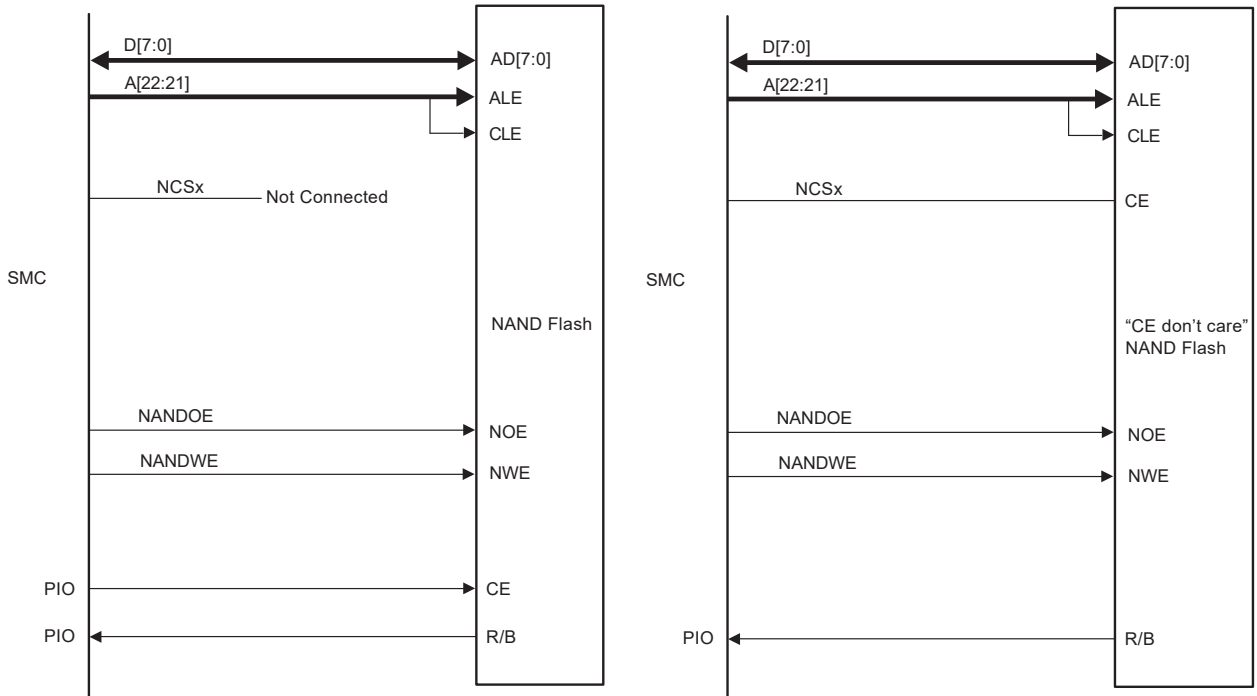 D[7:0]
AD[7:0]
A[22:21]
ALE
CLE
NCSx
Not Connected
SMC
NAND Flash
NANDOE
NOE
NANDWE
NWE
PIO
CE
PIO
R/B
D[7:0]
AD[7:0]
A[22:21]
ALE
CLE
NCSx
CE
SMC
“CE don’t care”
NAND Flash
NANDOE
NOE
NANDWE
NWE
PIO
R/B